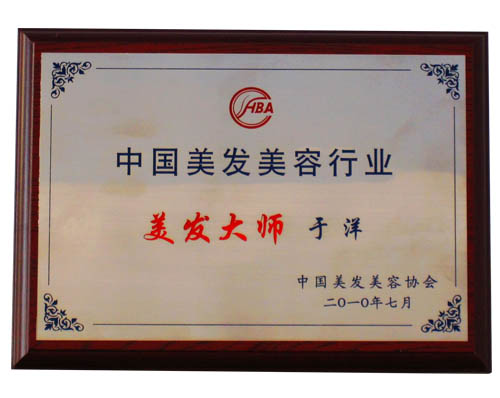 CHBA
中国美发美容行业
美发大师 于洋
中国美发美容协会
二〇一〇年七月